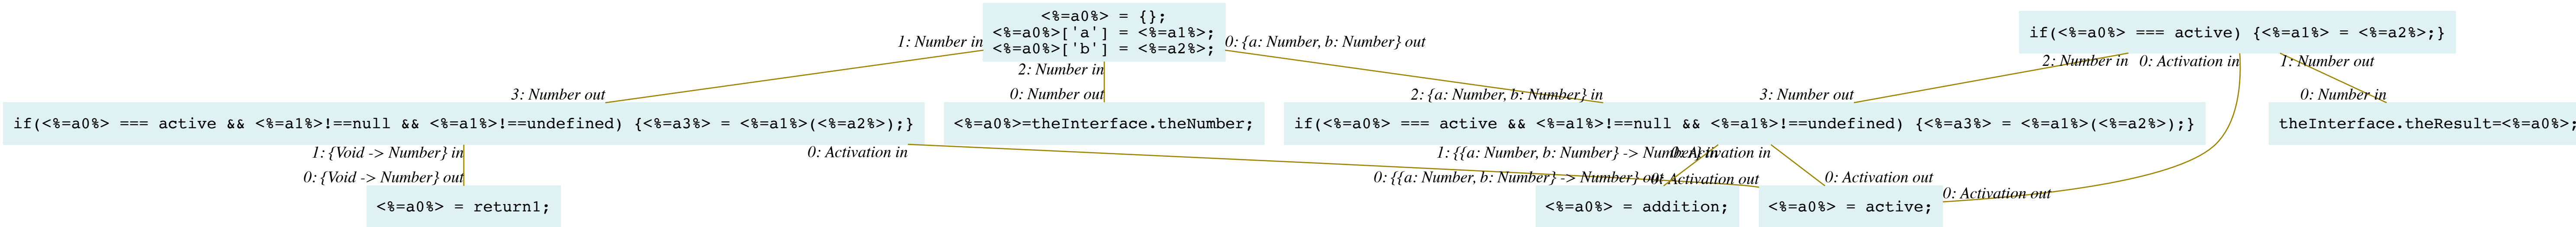 <%=a0%> = {};
<%=a0%>['a'] = <%=a1%>;
<%=a0%>['b'] = <%=a2%>;
if(<%=a0%> === active) {<%=a1%> = <%=a2%>;}
1: Number in
0: {a: Number, b: Number} out
2: Number in
2: Number in
0: Activation in
1: Number out
3: Number out
0: Number out
2: {a: Number, b: Number} in
3: Number out
0: Number in
if(<%=a0%> === active && <%=a1%>!==null && <%=a1%>!==undefined) {<%=a3%> = <%=a1%>(<%=a2%>);}
<%=a0%>=theInterface.theNumber;
if(<%=a0%> === active && <%=a1%>!==null && <%=a1%>!==undefined) {<%=a3%> = <%=a1%>(<%=a2%>);}
theInterface.theResult=<%=a0%>;
1: {Void -> Number} in
0: Activation in
1: {{a: Number, b: Number} -> Number} in
0: Activation in
0: {Void -> Number} out
0: {{a: Number, b: Number} -> Number} out
0: Activation out
0: Activation out
0: Activation out
<%=a0%> = return1;
<%=a0%> = addition;
<%=a0%> = active;